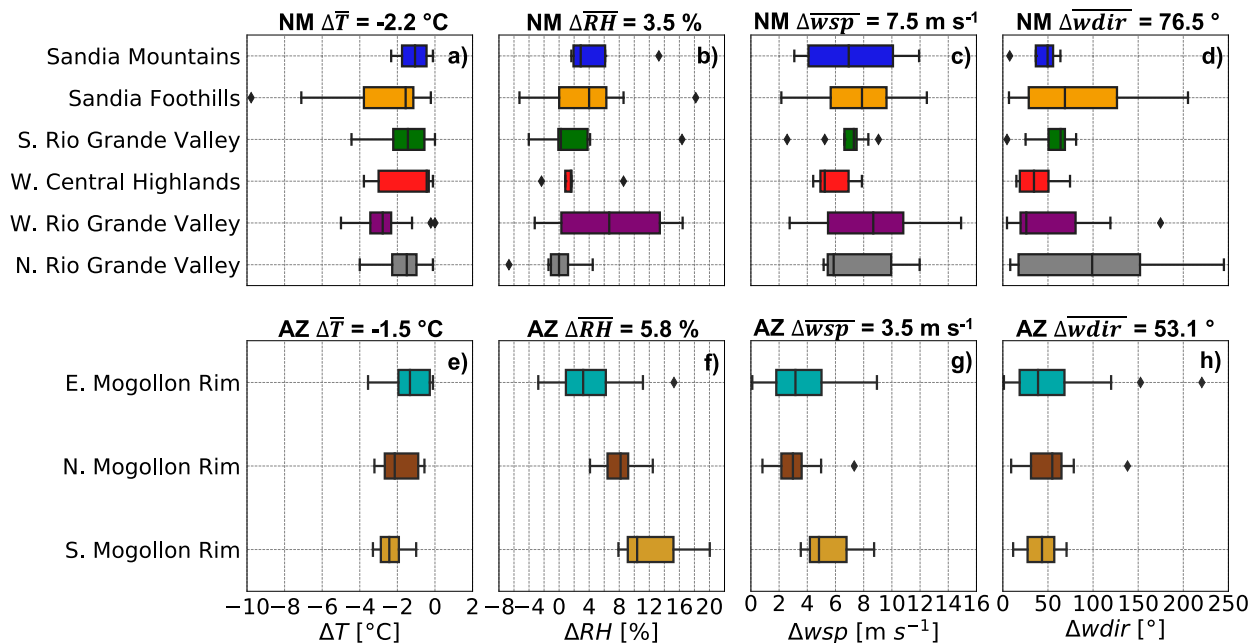 NM ΔT̅ = -2.2 °C
NM Δ𝑅𝐻̅ = 3.5 %
NM Δwsp̅ = 7.5 m s⁻¹
NM Δwdir̅ = 76.5 °
Sandia Mountains
Sandia Foothills
S. Rio Grande Valley
W. Central Highlands
W. Rio Grande Valley
N. Rio Grande Valley
a)
b)
c)
d)
AZ ΔT̅ = -1.5 °C
AZ Δ𝑅𝐻̅ = 5.8 %
AZ Δwsp̅ = 3.5 m s⁻¹
AZ Δwdir̅ = 53.1 °
E. Mogollon Rim
N. Mogollon Rim
S. Mogollon Rim
e)
f)
g)
h)
−10 −8 −6 −4 −2 0 2
−8 −4 0 4 8 12 16 20
0 2 4 6 8 10 12 14 16
0 50 100 150 200 250
ΔT [°C]
ΔRH [%]
Δwsp [m s⁻¹]
Δwdir [°]